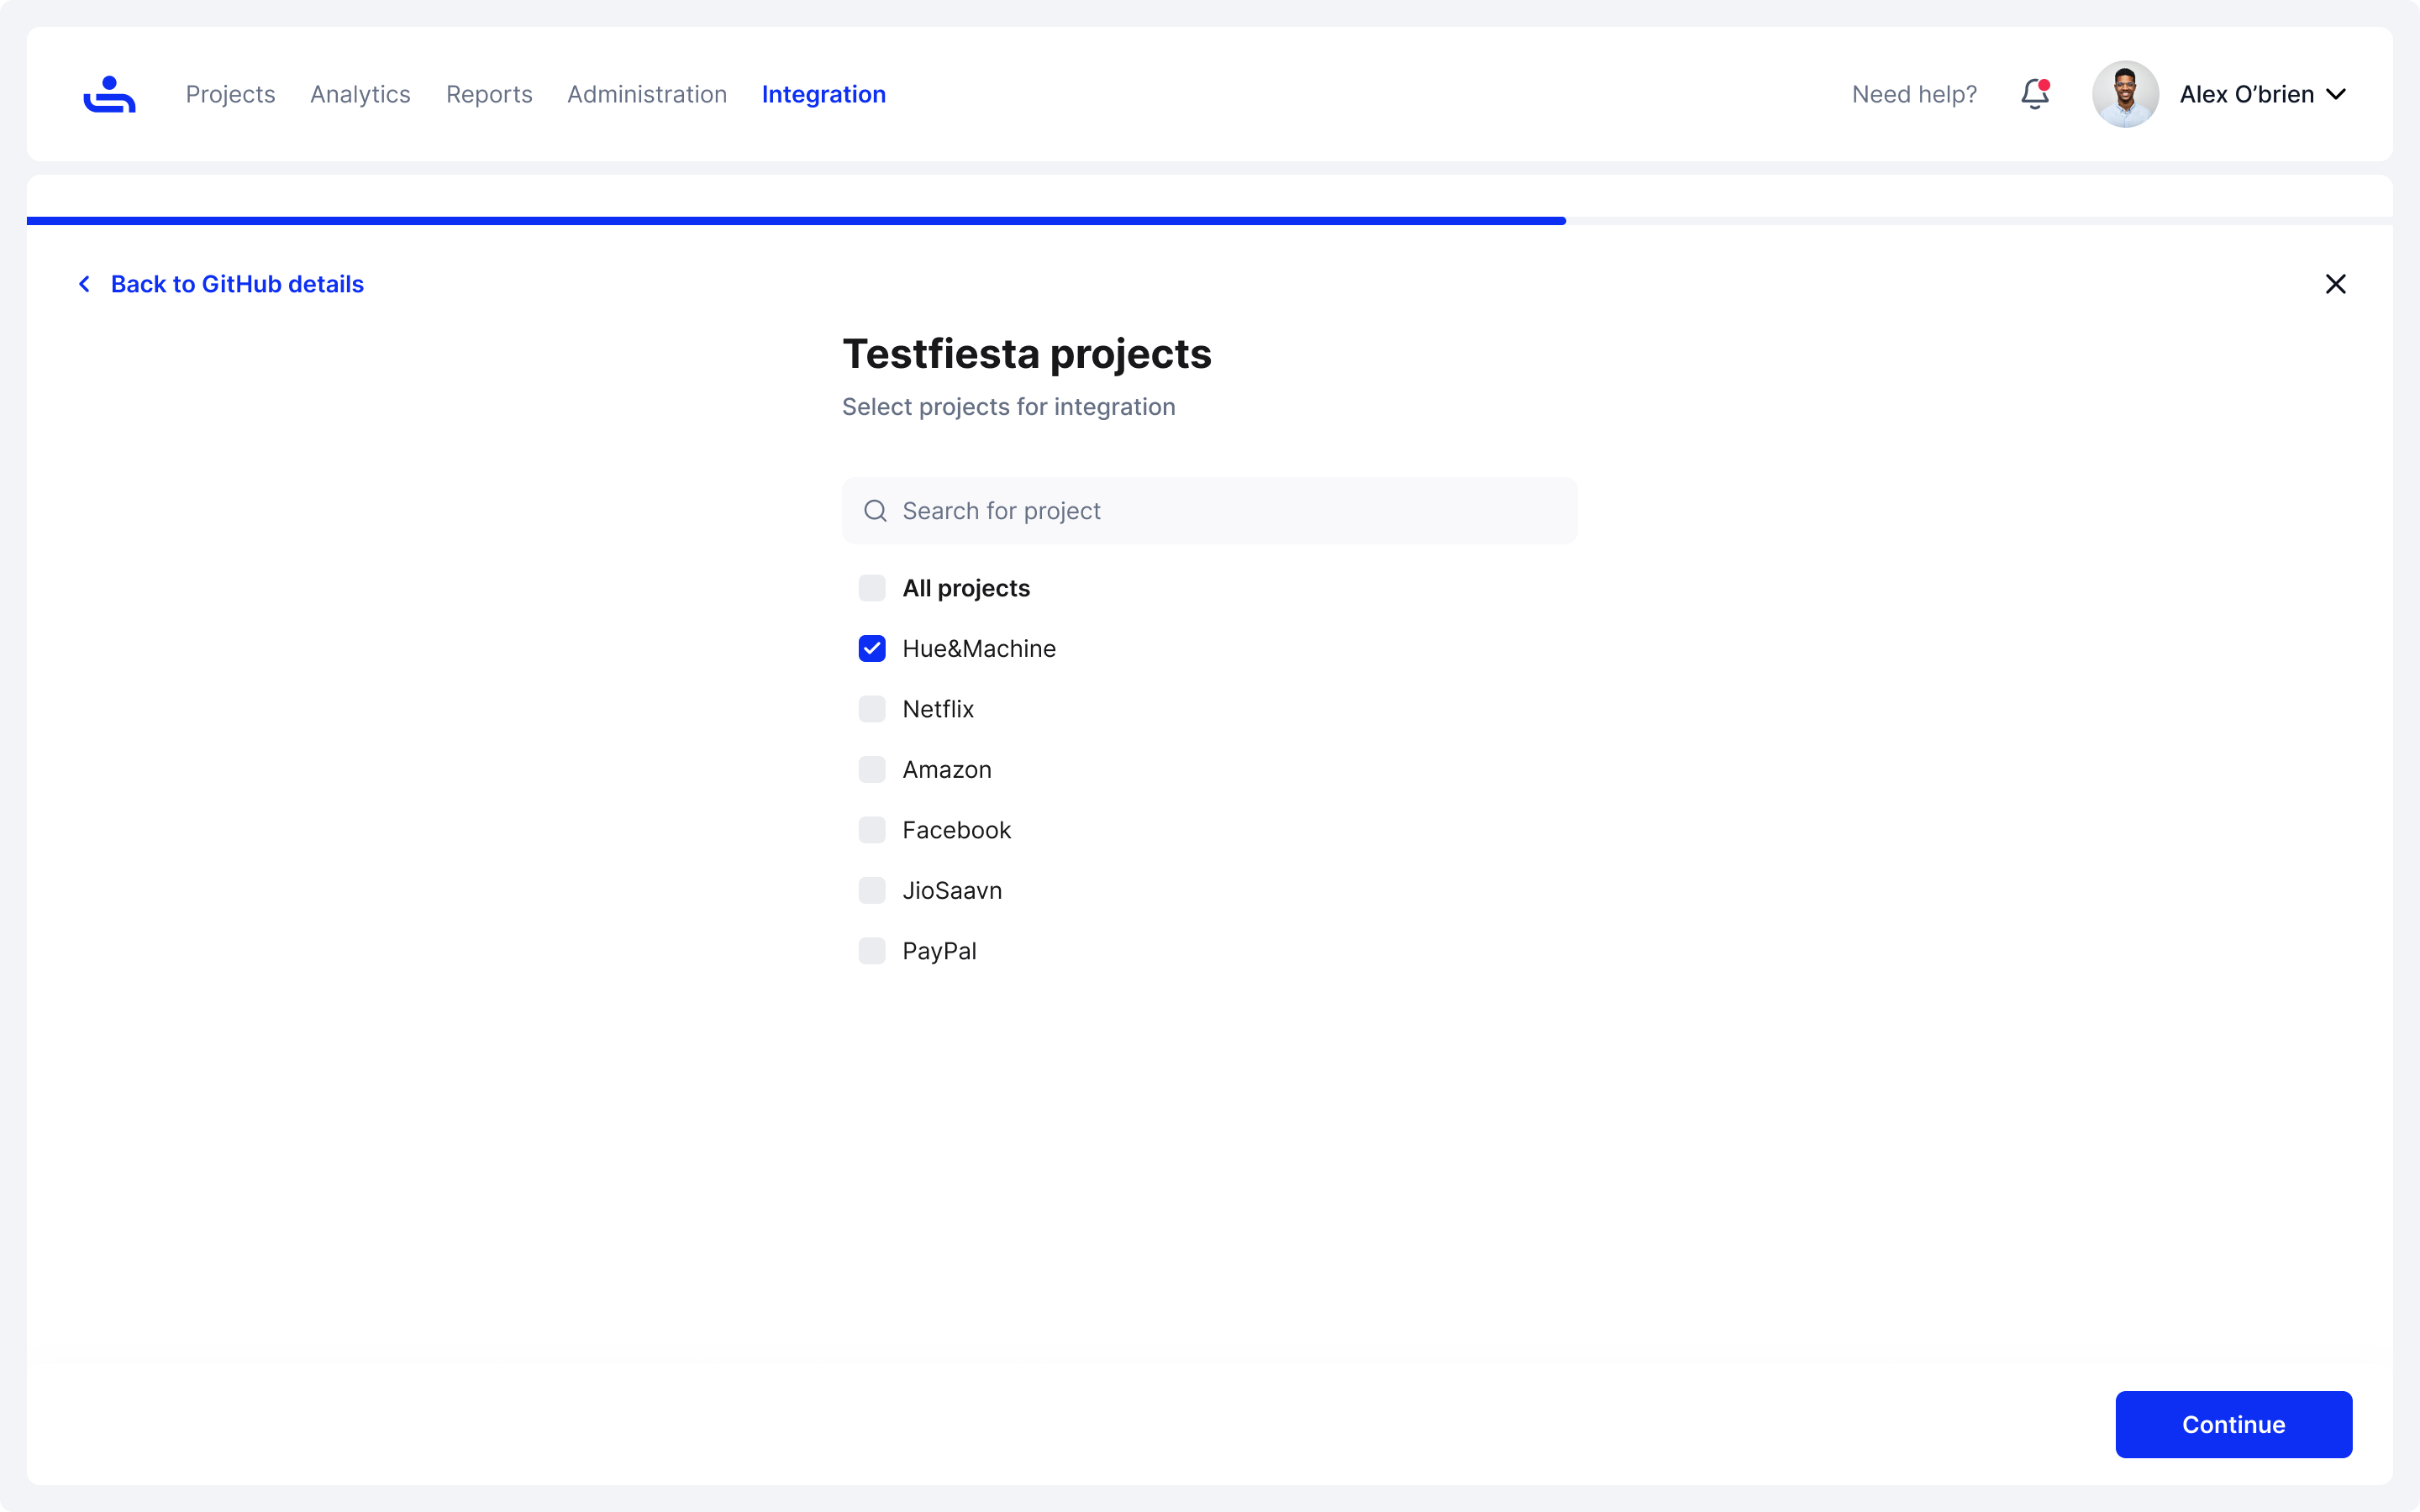 Projects Analytics Reports Administration Integration Need help? Alex O’brien
Back to GitHub details
Testfiesta projects
Select projects for integration
Search for project
All projects
Hue&Machine
Netflix
Amazon
Facebook
JioSaavn
PayPal
Continue